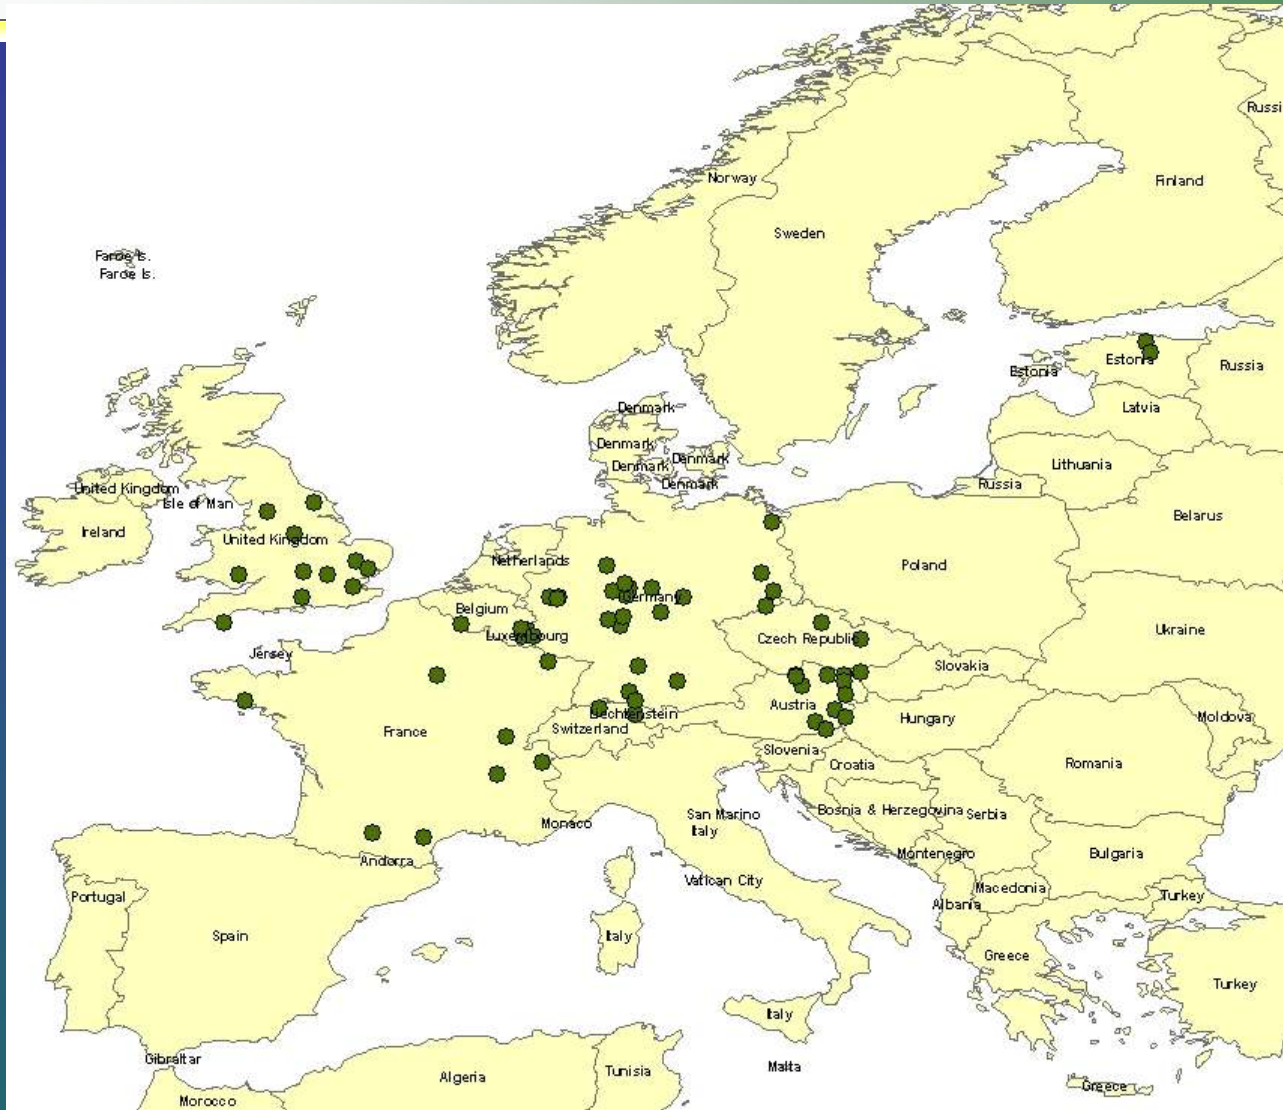 Russi
Norway
Finland
Sweden
Faroe Is.
Faroe Is.
Estonia
Estonia
Russia
Denmark
Latvia
Denmark
Denmark
Denmark
Lithuania
Denmark
Russia
United Kingdom
Isle of Man
Ireland
Belarus
United Kingdom
Netherlands
Poland
Germany
Belgium
Luxembourg
Ukraine
Czech Republic
Jersey
Slovakia
Austria
Liechtenstein
Hungary
Moldova
Switzerland
France
Slovenia
Croatia
Romania
Bosnia & Herzegovina
Serbia
San Marino
Monaco
Italy
Andorra
Montenegro
Bulgaria
Vatican City
Macedonia
Turkey
Portugal
Albania
Spain
Italy
Greece
Turkey
Italy
Gibraltar
Malta
Tunisia
Algeria
Greece
Morocco